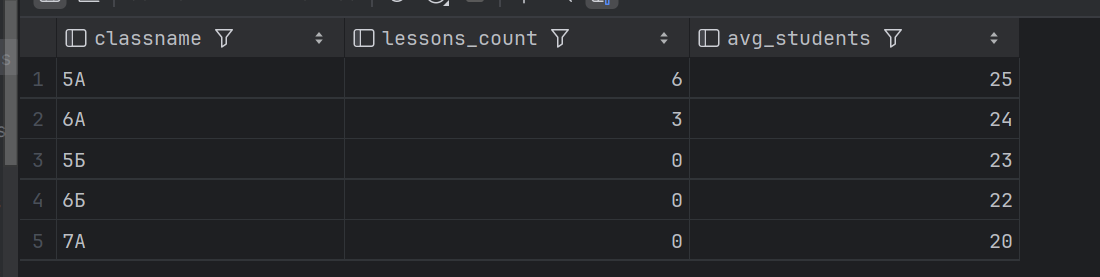 classname lessons_count avg_students
1 5А 6 25
2 6А 3 24
3 5Б 0 23
4 6Б 0 22
5 7А 0 20